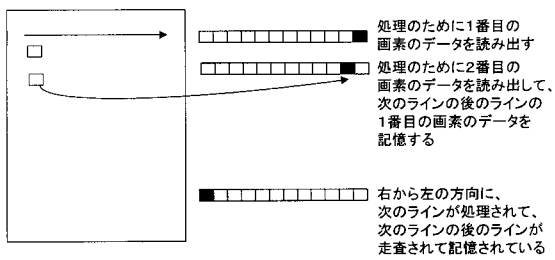 処理のために1番目の
画素のデータを読み出す
処理のために2番目の
画素のデータを読み出して、
次のラインの後のラインの
1番目の画素のデータを
記憶する
右から左の方向に、
次のラインが処理されて、
次のラインの後のラインが
走査されて記憶されている